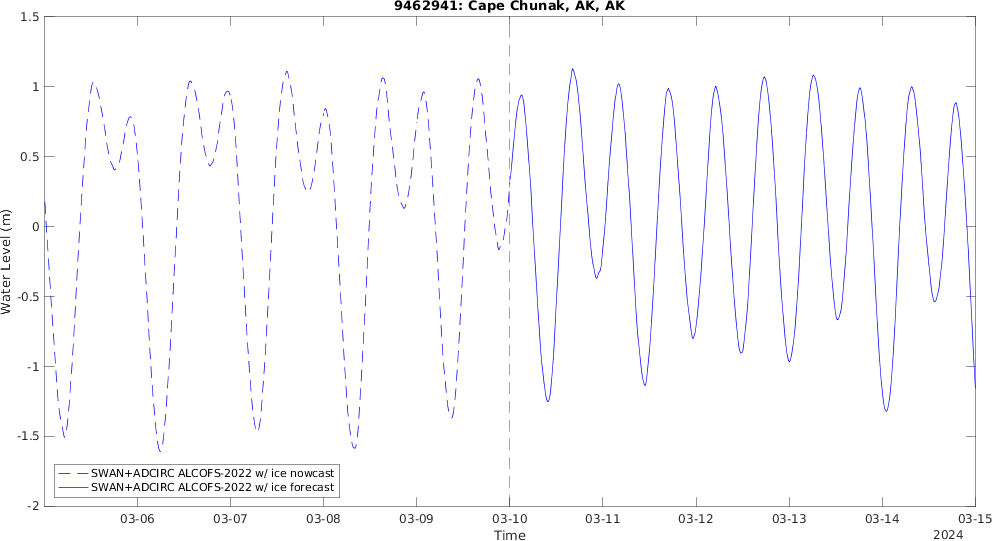 9462941: Cape Chunak, AK, AK
1.5
1
0.5
0
-0.5
-1
-1.5
-2
Water Level (m)
SWAN+ADCIRC ALCOFS-2022 w/ ice nowcast
SWAN+ADCIRC ALCOFS-2022 w/ ice forecast
03-06 03-07 03-08 03-09 03-10 03-11 03-12 03-13 03-14 03-15
Time
2024